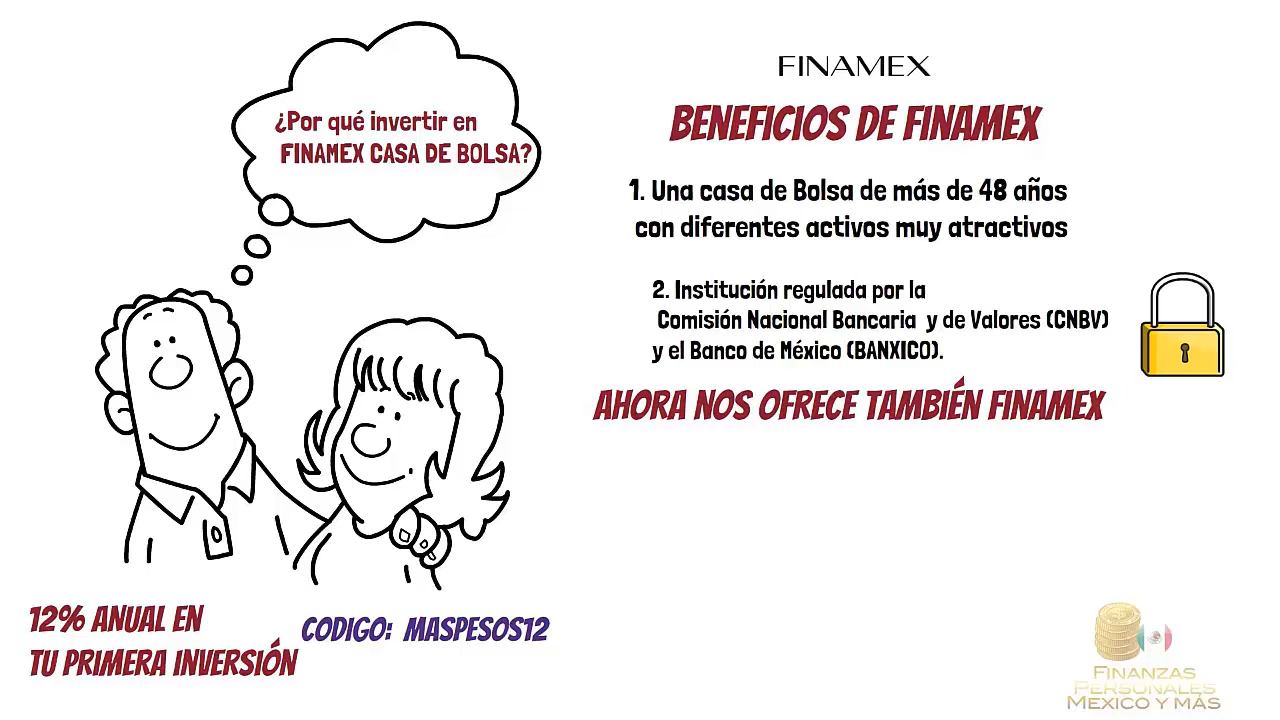 ¿Por qué invertir en
FINAMEX CASA DE BOLSA?
FINAMEX
BENEFICIOS DE FINAMEX
1. Una casa de Bolsa de más de 48 años
con diferentes activos muy atractivos
2. Institución regulada por la
Comisión Nacional Bancaria y de Valores (CNBV)
y el Banco de México (BANXICO).
AHORA NOS OFRECE TAMBIÉN FINAMEX
12% ANUAL EN
TU PRIMERA INVERSIÓN
CODIGO: MASPESOS12
FINANZAS
PERSONALES
MEXICO Y MÁS